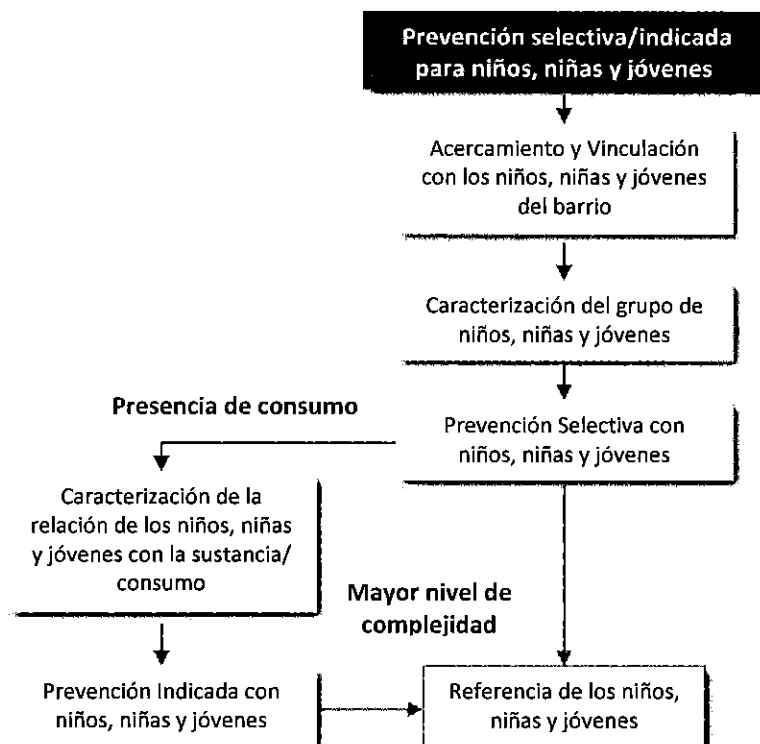 Prevención selectiva/indicada
para niños, niñas y jóvenes
Acercamiento y Vinculación
con los niños, niñas y jóvenes
del barrio
Caracterización del grupo de
niños, niñas y jóvenes
Presencia de consumo
Prevención Selectiva con
niños, niñas y jóvenes
Caracterización de la
relación de los niños, niñas
y jóvenes con la sustancia/
consumo
Mayor nivel de
complejidad
Prevención Indicada con
niños, niñas y jóvenes
Referencia de los niños,
niñas y jóvenes